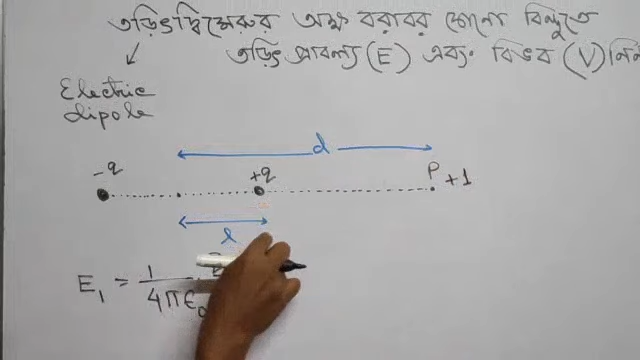 তড়িৎদ্বিমেরুর অক্ষ বরাবর কোনো বিন্দুতে
তড়িৎ প্রাবল্য (E) এবং বিভব (V)
Electric
dipole
d
-q +q P +1
l
E₁ = 1/4πϵ₀